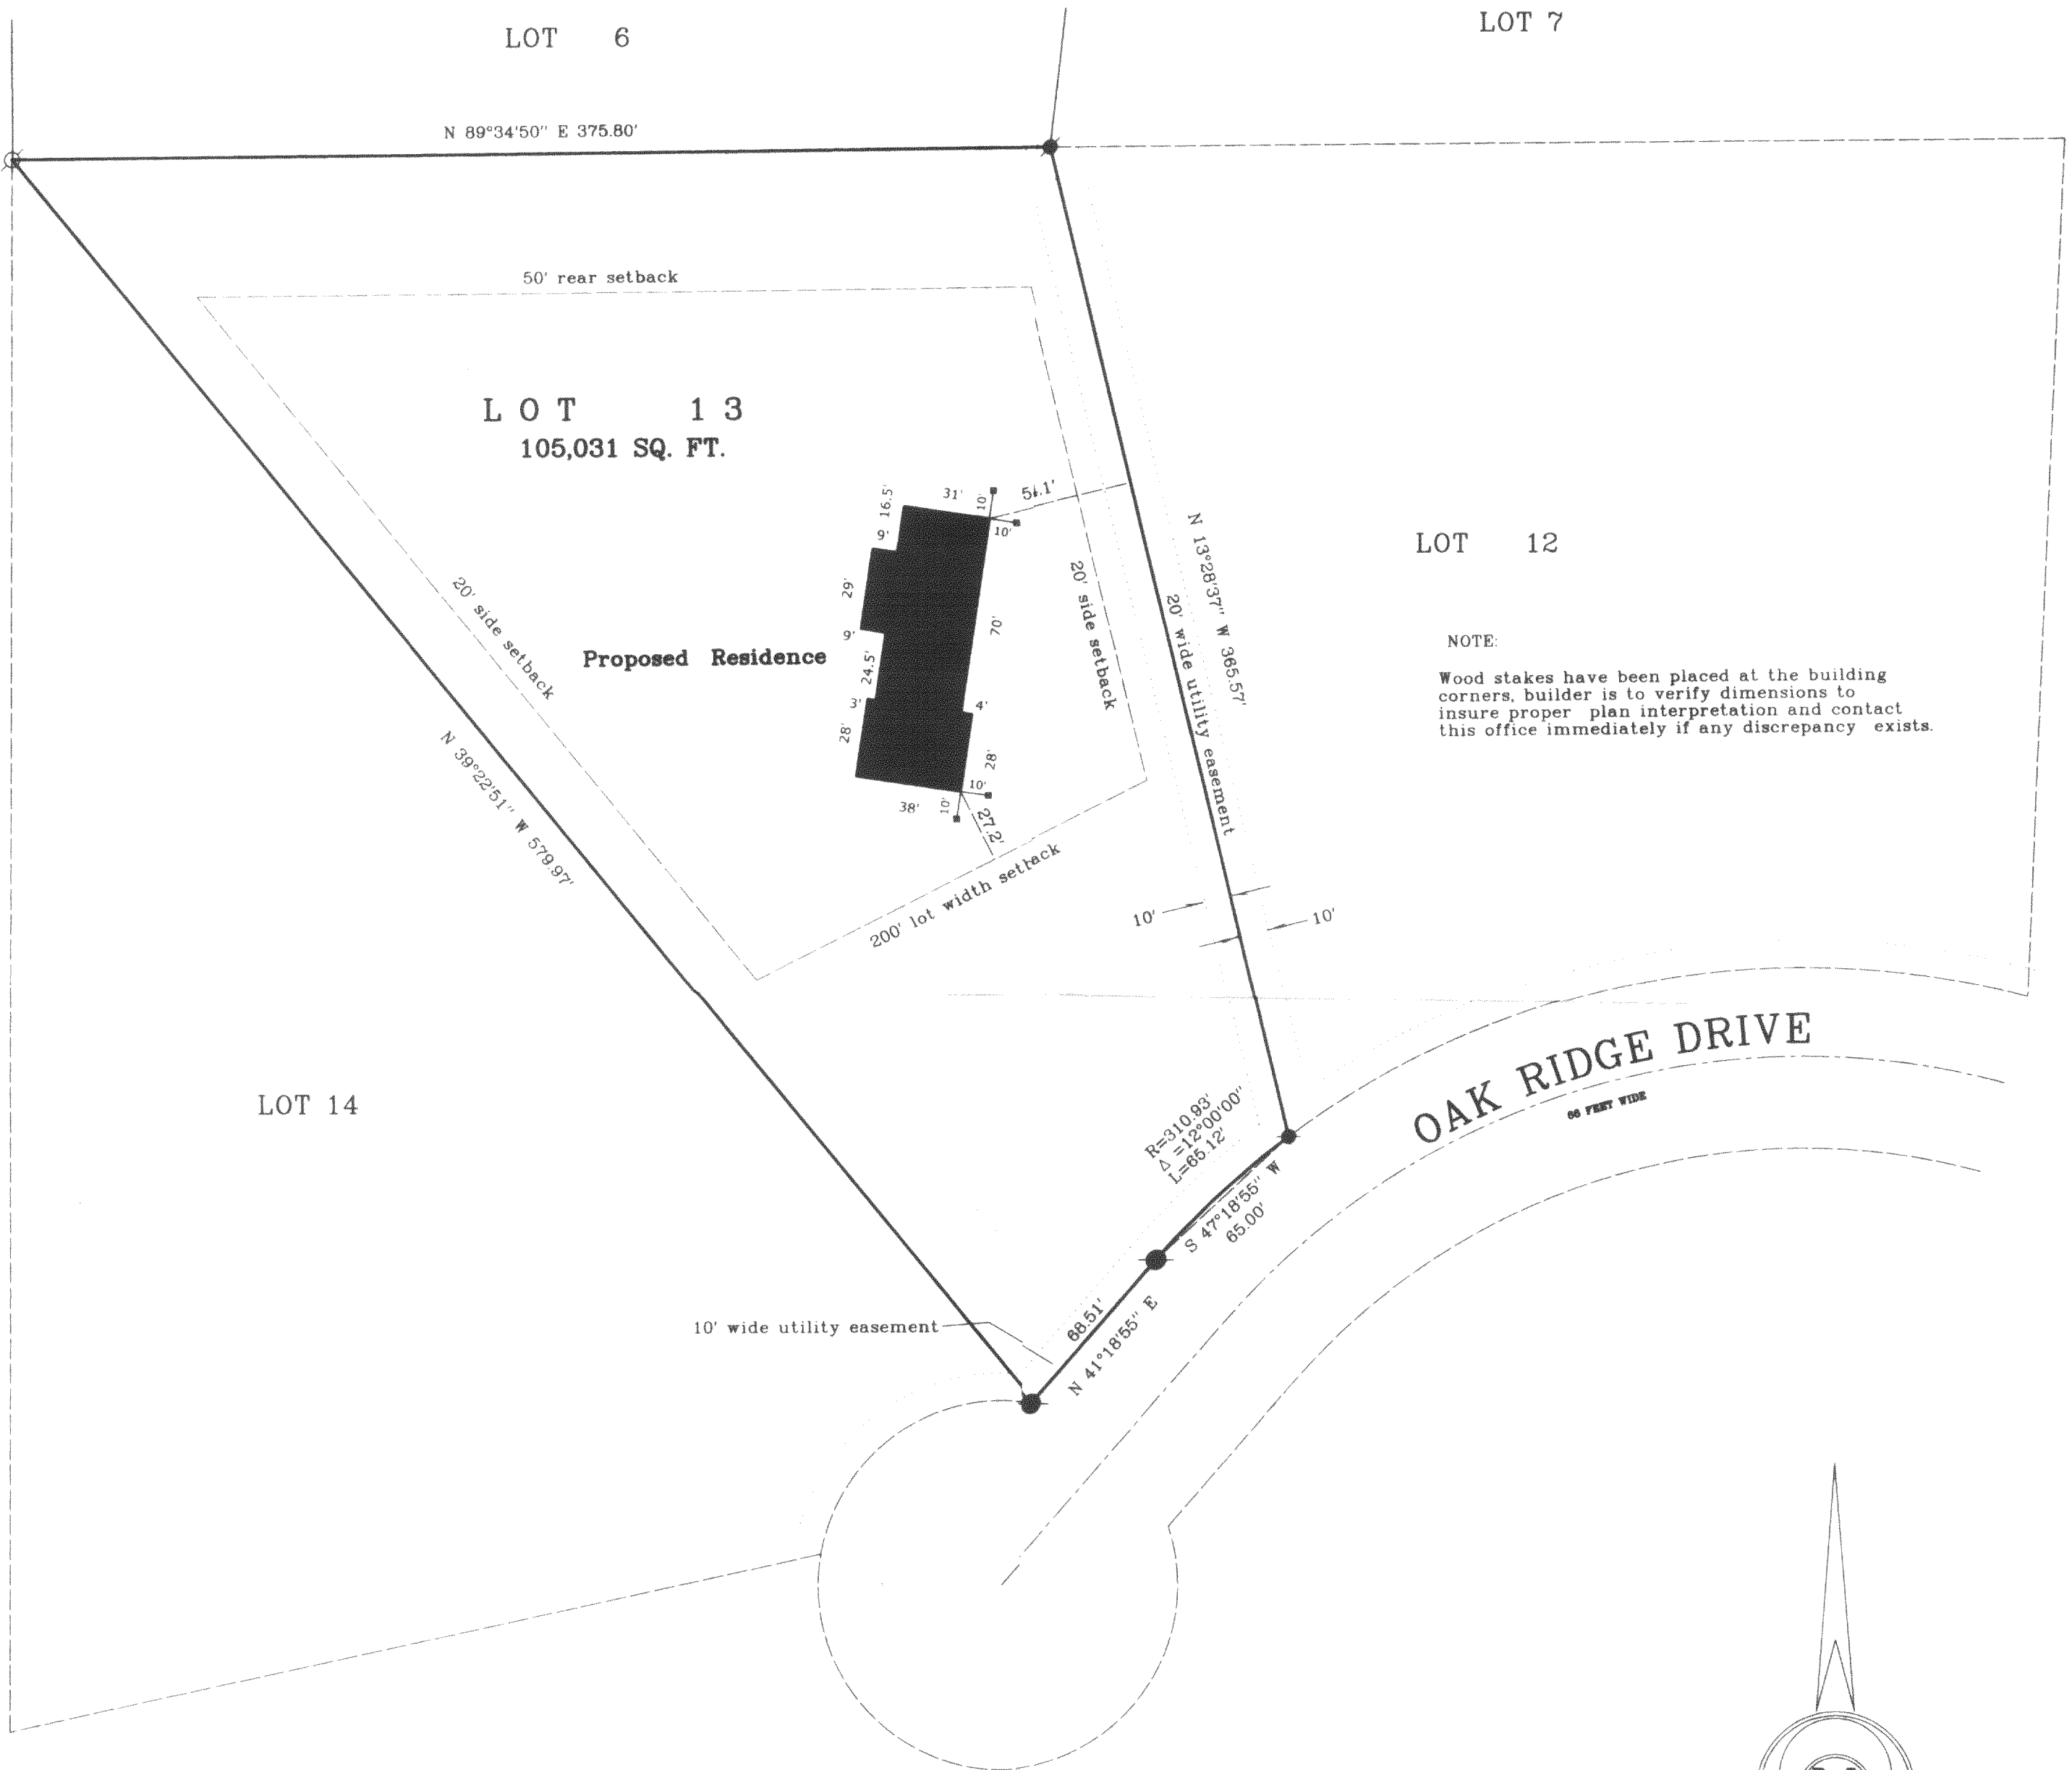 LOT 6
LOT 7
N 89°34'50" E 375.80'
50' rear setback
LOT 13
105,031 SQ. FT.
16.5'
31'
10'
10'
9'
29'
9'
24.5'
3'
28'
70'
4'
28'
10'
10'
38'
27.2'
Proposed Residence
20' side setback
20' side setback
N 13°28'37" W 365.57'
20' wide utility easement
LOT 12
NOTE:
Wood stakes have been placed at the building
corners, builder is to verify dimensions to
insure proper plan interpretation and contact
this office immediately if any discrepancy exists.
N 39°22'51" W 579.97'
200' lot width setback
10'
10'
LOT 14
OAK RIDGE DRIVE
66 FEET WIDE
R=310.93'
Δ =12°00'00"
L=65.12'
S 47°18'55" W
65.00'
68.51'
N 41°18'55" E
10' wide utility easement